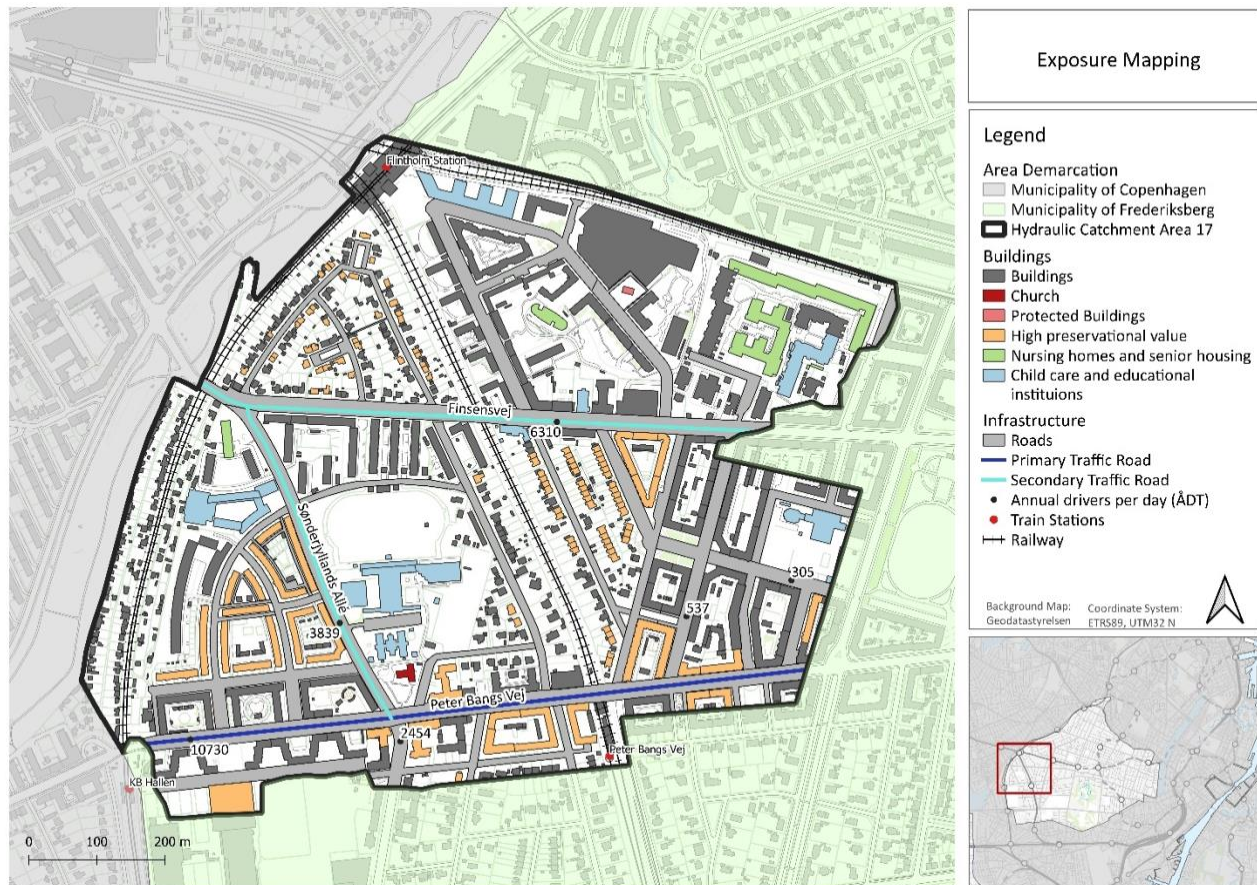 Exposure Mapping
Legend
Area Demarcation
Municipality of Copenhagen
Municipality of Frederiksberg
Hydraulic Catchment Area 17
Buildings
Buildings
Church
Protected Buildings
High preservational value
Nursing homes and senior housing
Child care and educational
instituions
Infrastructure
Roads
Primary Traffic Road
Secondary Traffic Road
Annual drivers per day (ÅDT)
Train Stations
Railway
Background Map:
Geodatastyrelsen
Coordinate System:
ETRS89, UTM32 N
Flintholm Station
Finsensvej
6310
Sønderjyllands Allé
305
537
3839
Peter Bangs Vej
2454
10730
Peter Bangs Vej
KB Hallen
0 100 200 m